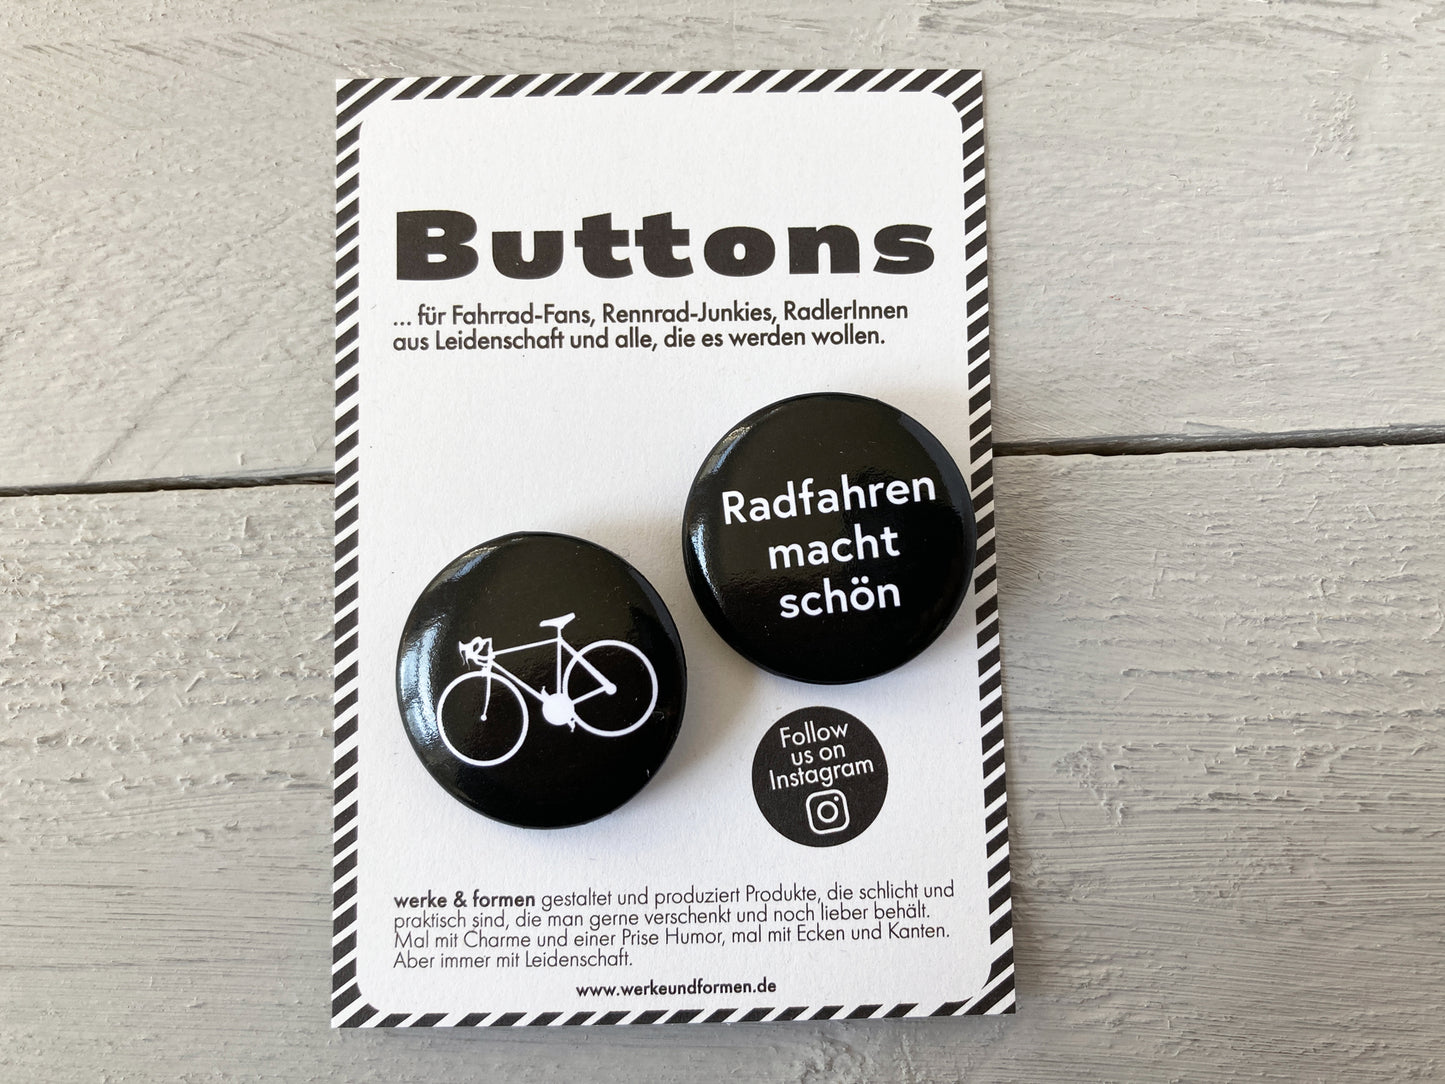 Buttons
... für Fahrrad-Fans, Rennrad-Junkies, RadlerInnen
aus Leidenschaft und alle, die es werden wollen.
Radfahren
macht
schön
Follow
us on
Instagram
werke & formen gestaltet und produziert Produkte, die schlicht und
praktisch sind, die man gerne verschenkt und noch lieber behält.
Mal mit Charme und einer Prise Humor, mal mit Ecken und Kanten.
Aber immer mit Leidenschaft.
www.werkeundformen.de